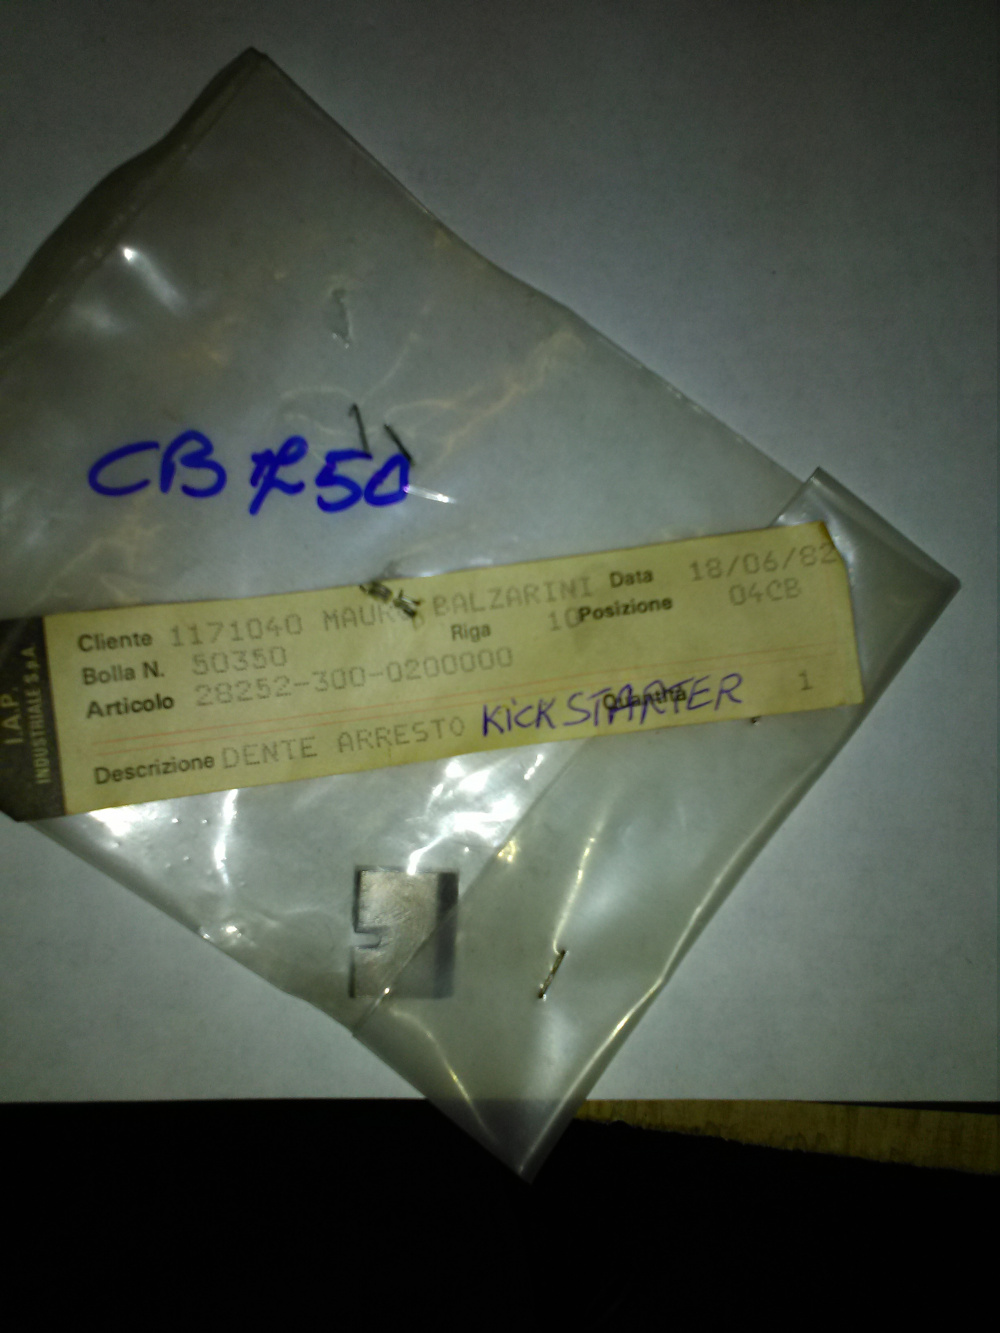 CB 750
Cliente 1171040 MAURO BALZARINI Data 18/06/82
Bolla N. 50350 Riga 10 Posizione 04CB
Articolo 28252-300-0200000
Quantità 1
Descrizione DENTE ARRESTO KICK STARTER
I.A.P.
INDUSTRIALE S.p.A.